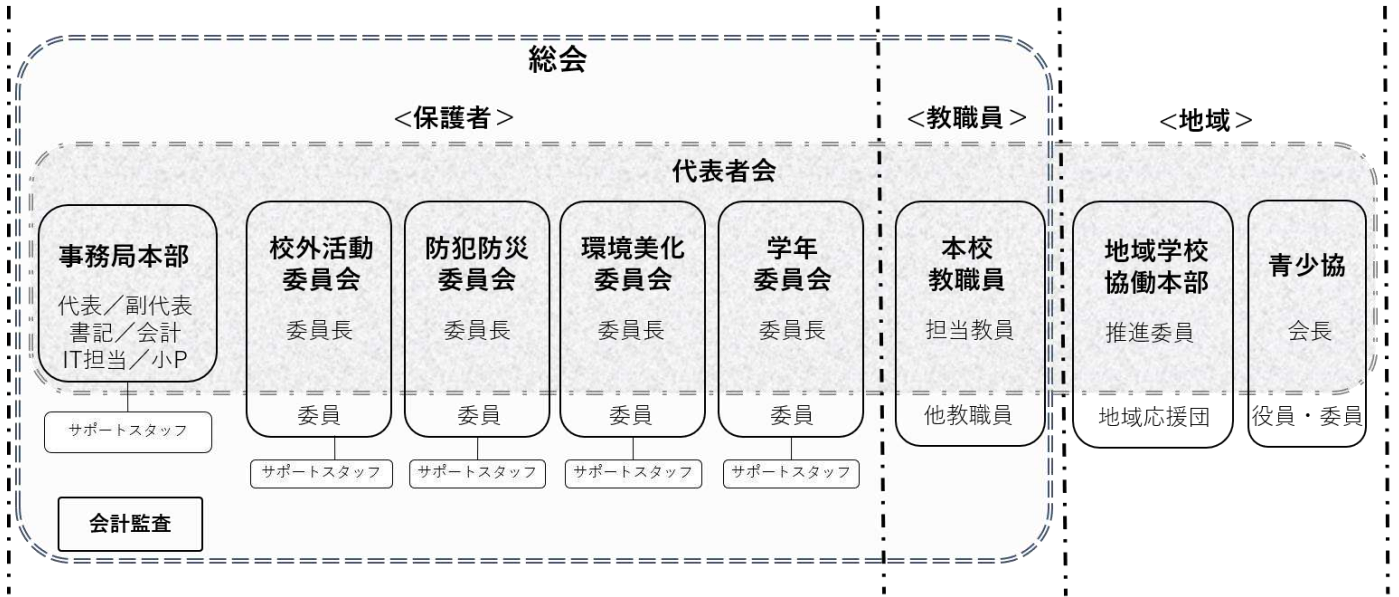 総会
<保護者>
<教職員>
<地域>
代表者会
事務局本部
代表／副代表
書記／会計
IT担当／小P
サポートスタッフ
校外活動
委員会
委員長
委員
サポートスタッフ
防犯防災
委員会
委員長
委員
サポートスタッフ
環境美化
委員会
委員長
委員
サポートスタッフ
学年
委員会
委員長
委員
サポートスタッフ
本校
教職員
担当教員
他教職員
地域学校
協働本部
推進委員
地域応援団
青少協
会長
役員・委員
会計監査